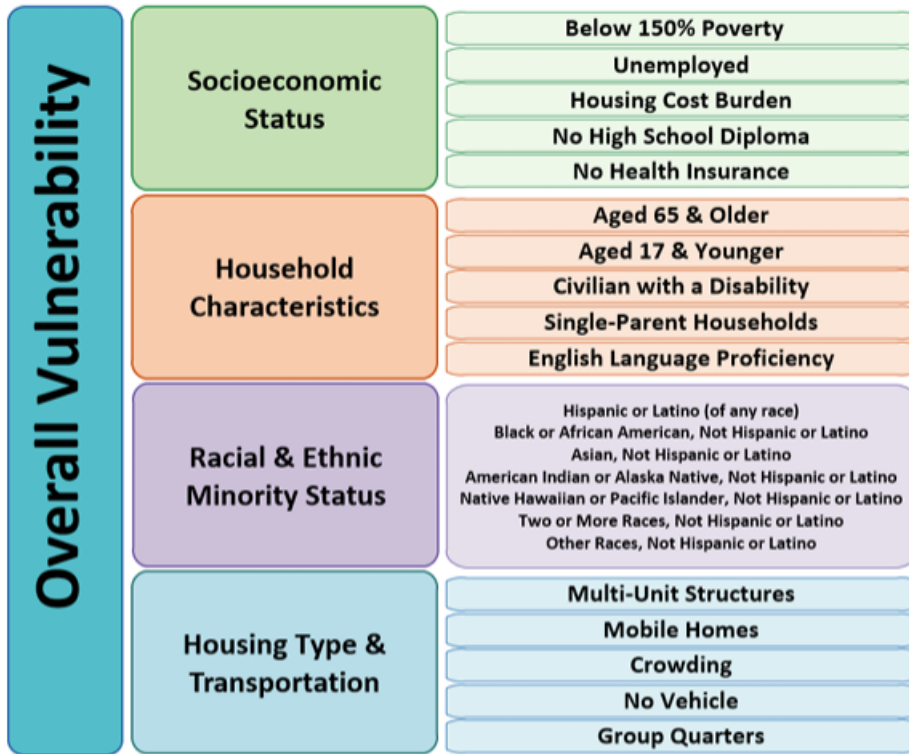 Overall Vulnerability
Socioeconomic
Status
Below 150% Poverty
Unemployed
Housing Cost Burden
No High School Diploma
No Health Insurance
Household
Characteristics
Aged 65 & Older
Aged 17 & Younger
Civilian with a Disability
Single-Parent Households
English Language Proficiency
Racial & Ethnic
Minority Status
Hispanic or Latino (of any race)
Black or African American, Not Hispanic or Latino
Asian, Not Hispanic or Latino
American Indian or Alaska Native, Not Hispanic or Latino
Native Hawaiian or Pacific Islander, Not Hispanic or Latino
Two or More Races, Not Hispanic or Latino
Other Races, Not Hispanic or Latino
Housing Type &
Transportation
Multi-Unit Structures
Mobile Homes
Crowding
No Vehicle
Group Quarters